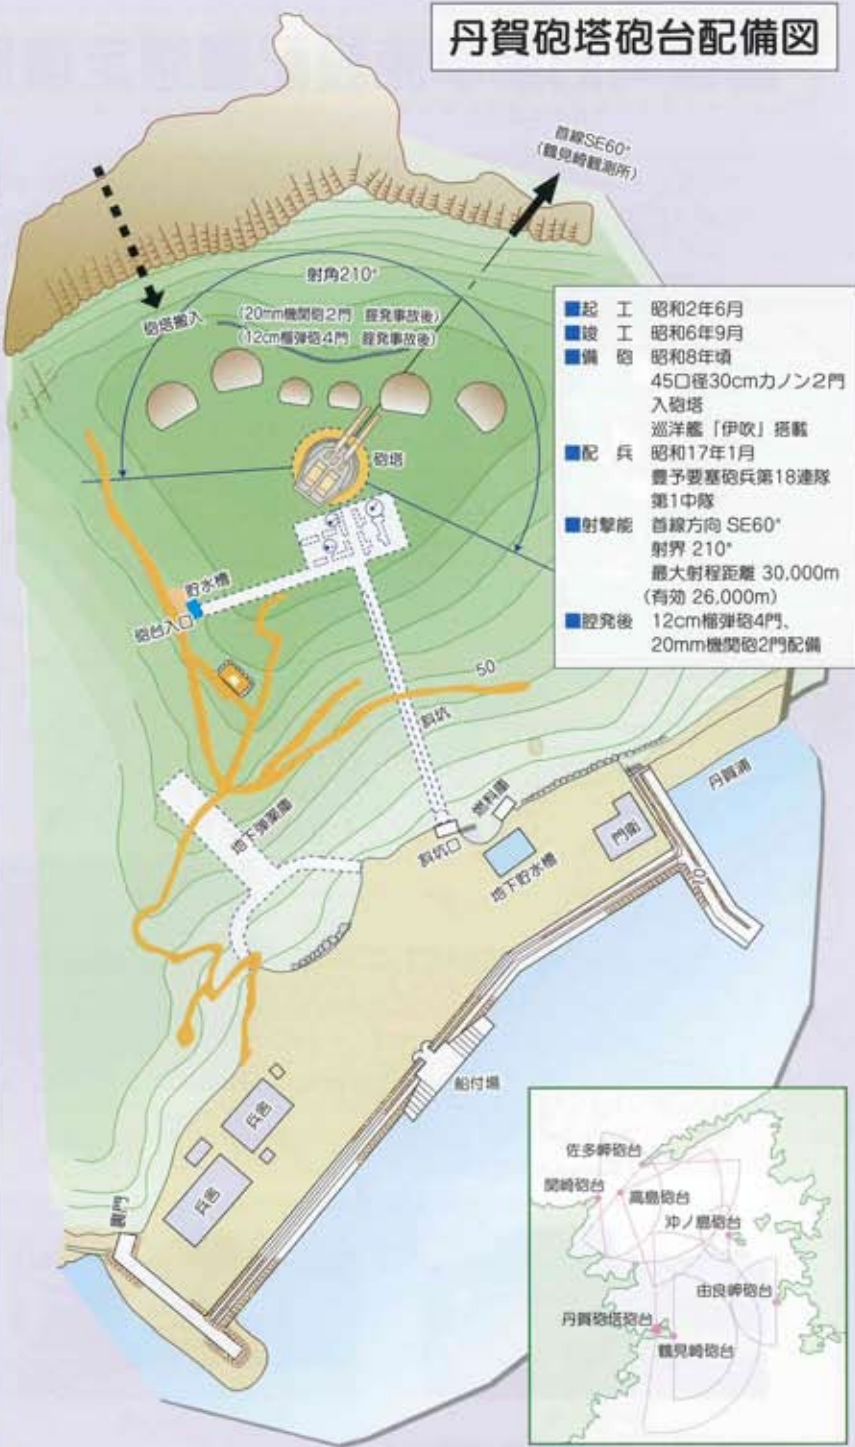 丹賀砲塔砲台配備図
首線SE60°
(鶴見崎観測所)
射角210°
砲塔搬入
(20mm機関砲2門 膅発事故後)
(12cm榴弾砲4門 膅発事故後)
■起 工 昭和2年6月
■竣 工 昭和6年9月
■備 砲 昭和8年頃
45口径30cmカノン2門
入砲塔
巡洋艦「伊吹」搭載
■配 兵 昭和17年1月
豊予要塞砲兵第18連隊
第1中隊
■射撃能 首線方向 SE60°
射界 210°
最大射程距離 30,000m
(有効 26,000m)
■膅発後 12cm榴弾砲4門、
20mm機関砲2門配備
砲塔
貯水槽
砲台入口
50
斜坑
地下弾薬庫
燃料庫
斜坑口
地下貯水槽
門衛
丹賀浦
船付場
兵舎
兵舎
裏門
佐多岬砲台
関崎砲台
高島砲台
沖ノ島砲台
由良岬砲台
丹賀砲塔砲台
鶴見崎砲台